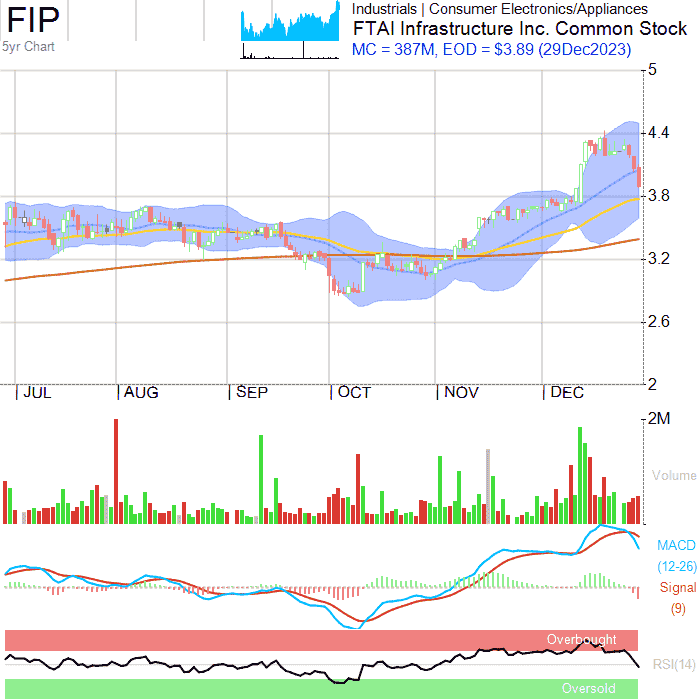 FIP
5yr Chart
Industrials | Consumer Electronics/Appliances
FTAI Infrastructure Inc. Common Stock
MC = 387M, EOD = $3.89 (29Dec2023)
5
4.4
3.8
3.2
2.6
2
JUL AUG SEP OCT NOV DEC
2M
Volume
MACD
(12-26)
Signal
(9)
Overbought
RSI(14)
Oversold